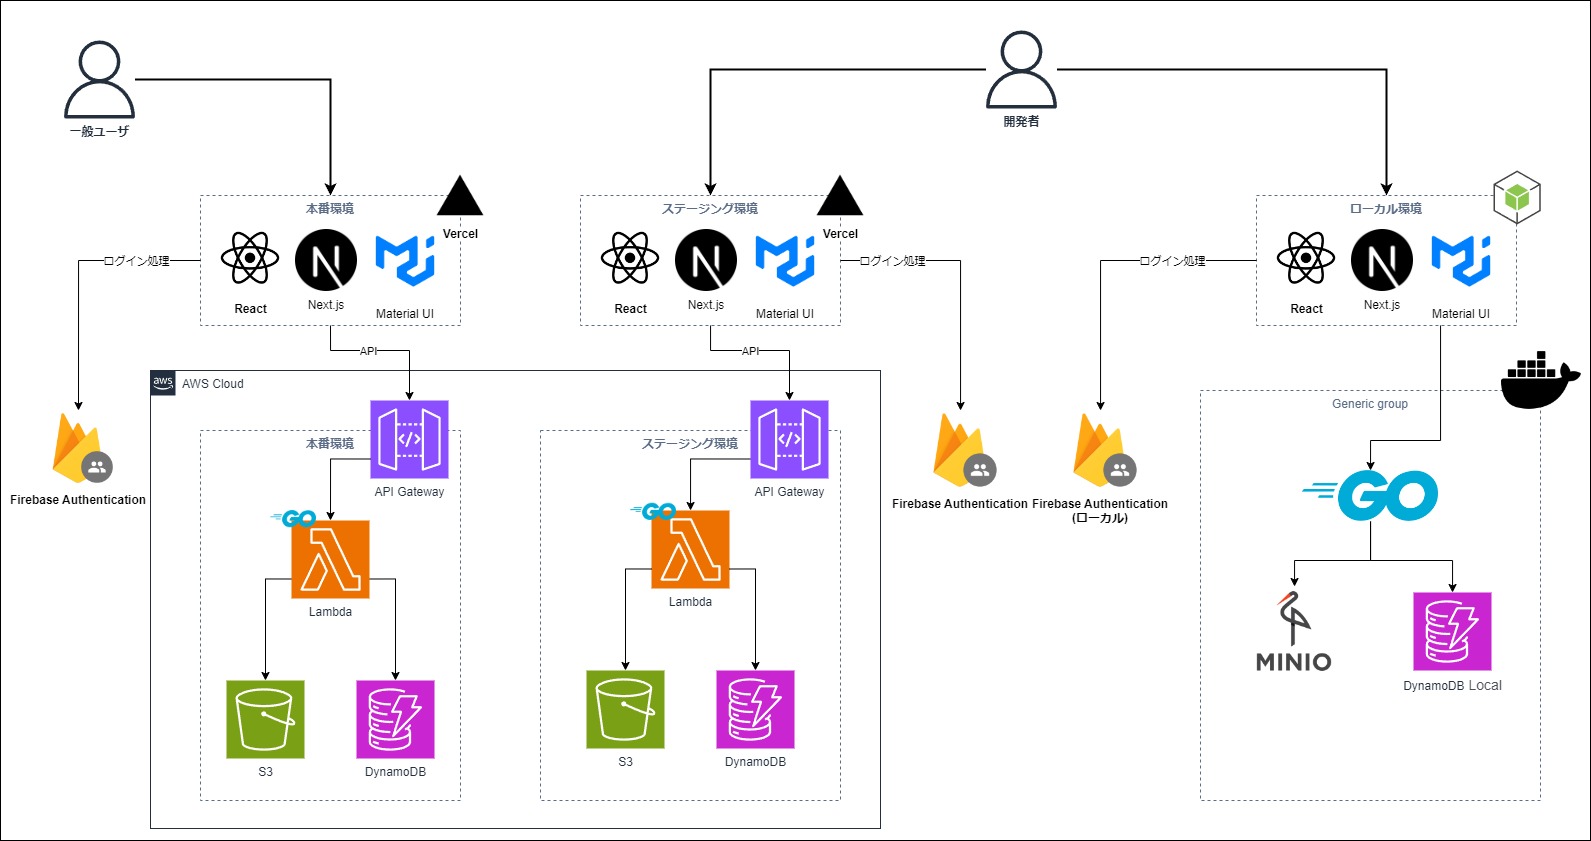 一般ユーザ
開発者
本番環境
Vercel
React
Next.js
Material UI
ログイン処理
ステージング環境
Vercel
React
Next.js
Material UI
ログイン処理
ローカル環境
React
Next.js
Material UI
ログイン処理
API
API
aws
AWS Cloud
本番環境
API Gateway
GO
Lambda
S3
DynamoDB
ステージング環境
API Gateway
GO
Lambda
S3
DynamoDB
Firebase Authentication
Firebase Authentication
Firebase Authentication
(ローカル)
Generic group
GO
MINIO
DynamoDB Local